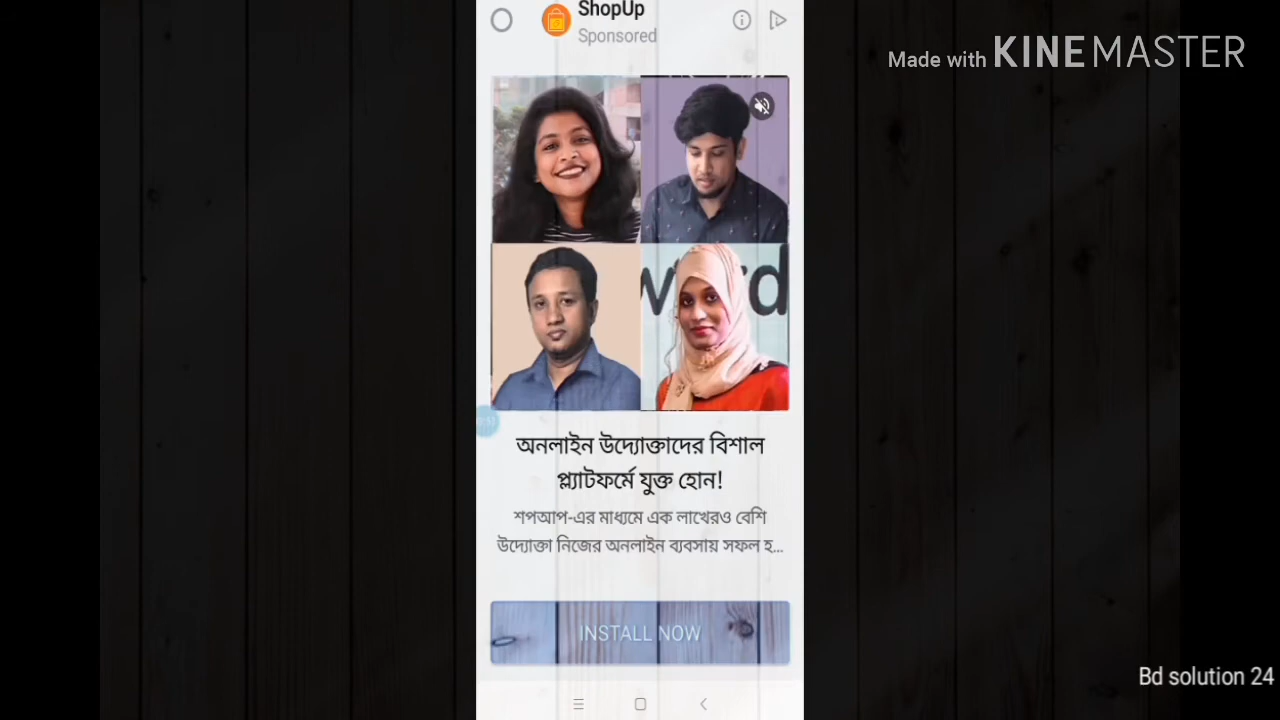 ShopUp
Sponsored
Made with KINEMASTER
অনলাইন উদ্যোক্তাদের বিশাল
প্ল্যাটফর্মে যুক্ত হোন!
শপআপ-এর মাধ্যমে এক লাখেরও বেশি
উদ্যোক্তা নিজের অনলাইন ব্যবসায় সফল হ...
INSTALL NOW
Bd solution 24